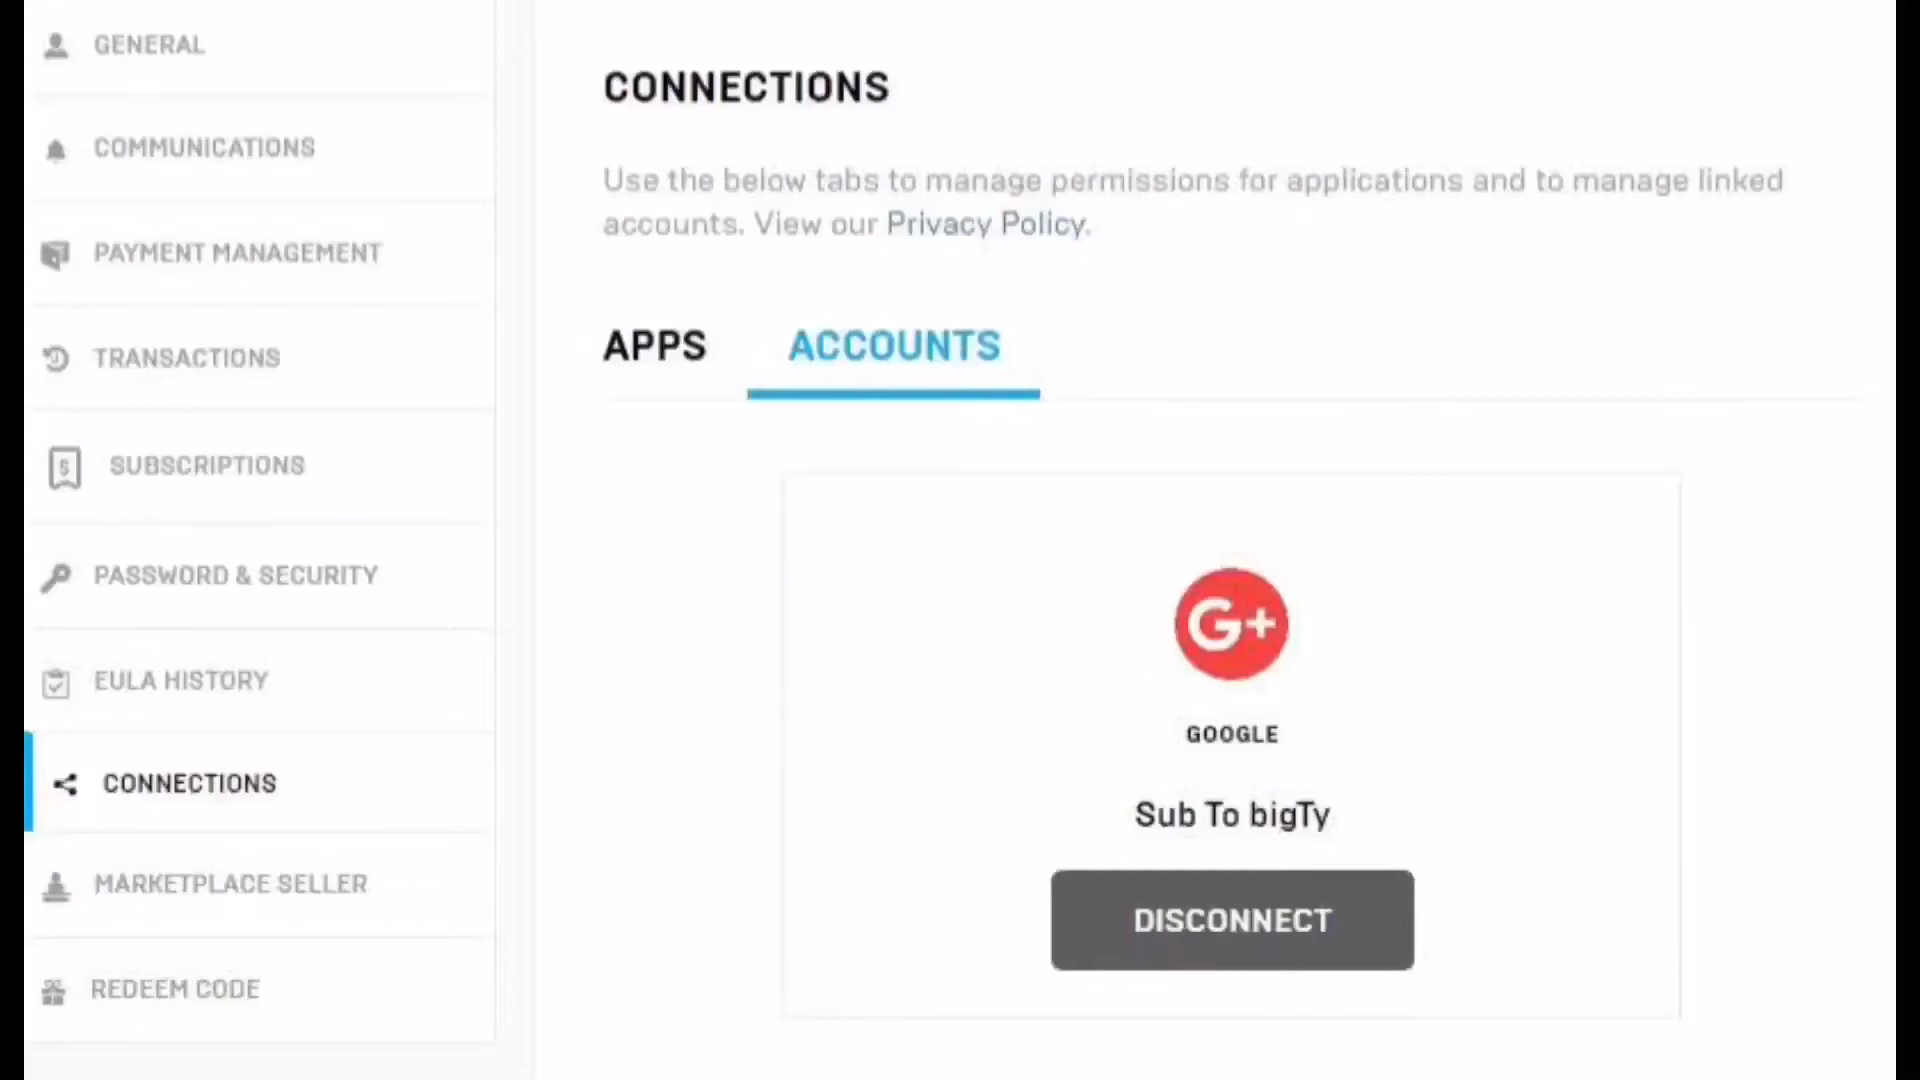 GENERAL
COMMUNICATIONS
PAYMENT MANAGEMENT
TRANSACTIONS
$
SUBSCRIPTIONS
PASSWORD & SECURITY
EULA HISTORY
CONNECTIONS
MARKETPLACE SELLER
REDEEM CODE
CONNECTIONS
Use the below tabs to manage permissions for applications and to manage linked
accounts. View our Privacy Policy.
APPS
ACCOUNTS
G+
GOOGLE
Sub To bigTy
DISCONNECT